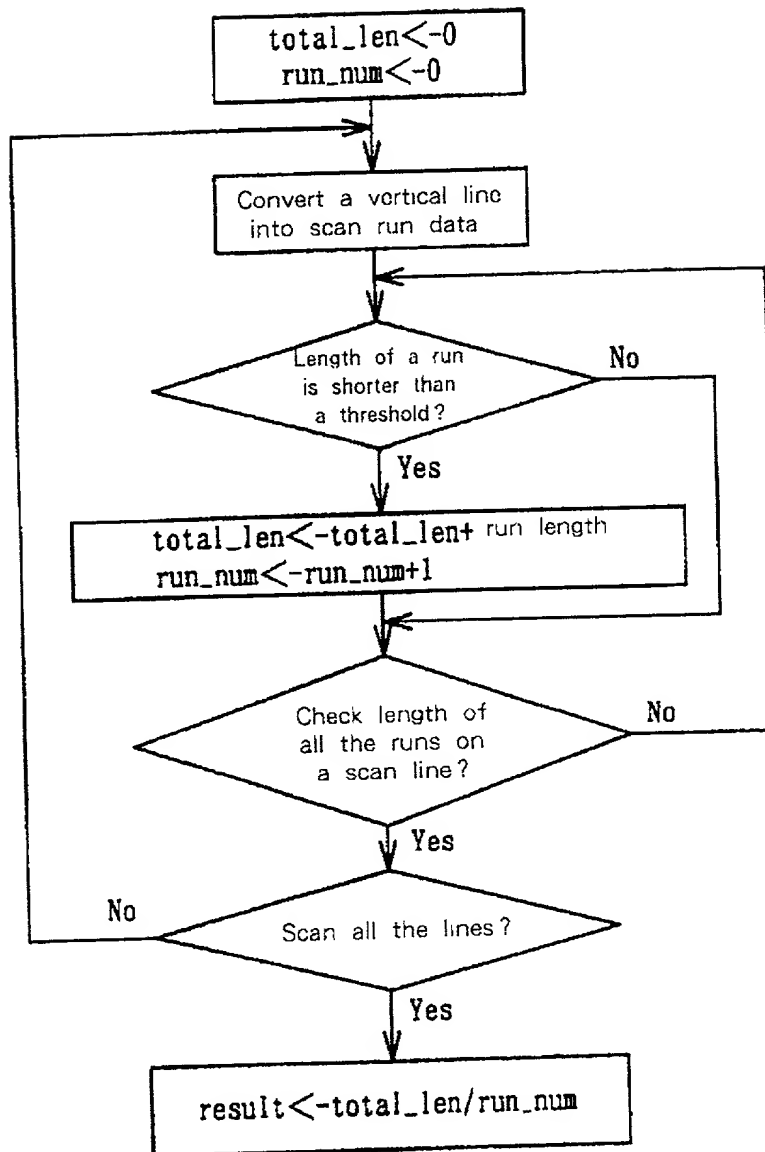 total_len<-0
run_num<-0
Convert a vertical line
into scan run data
Length of a run
is shorter than
a threshold?
No
Yes
total_len<-total_len+ run length
run_num<-run_num+1
Check length of
all the runs on
a scan line?
No
Yes
Scan all the lines?
No
Yes
result<-total_len/run_num